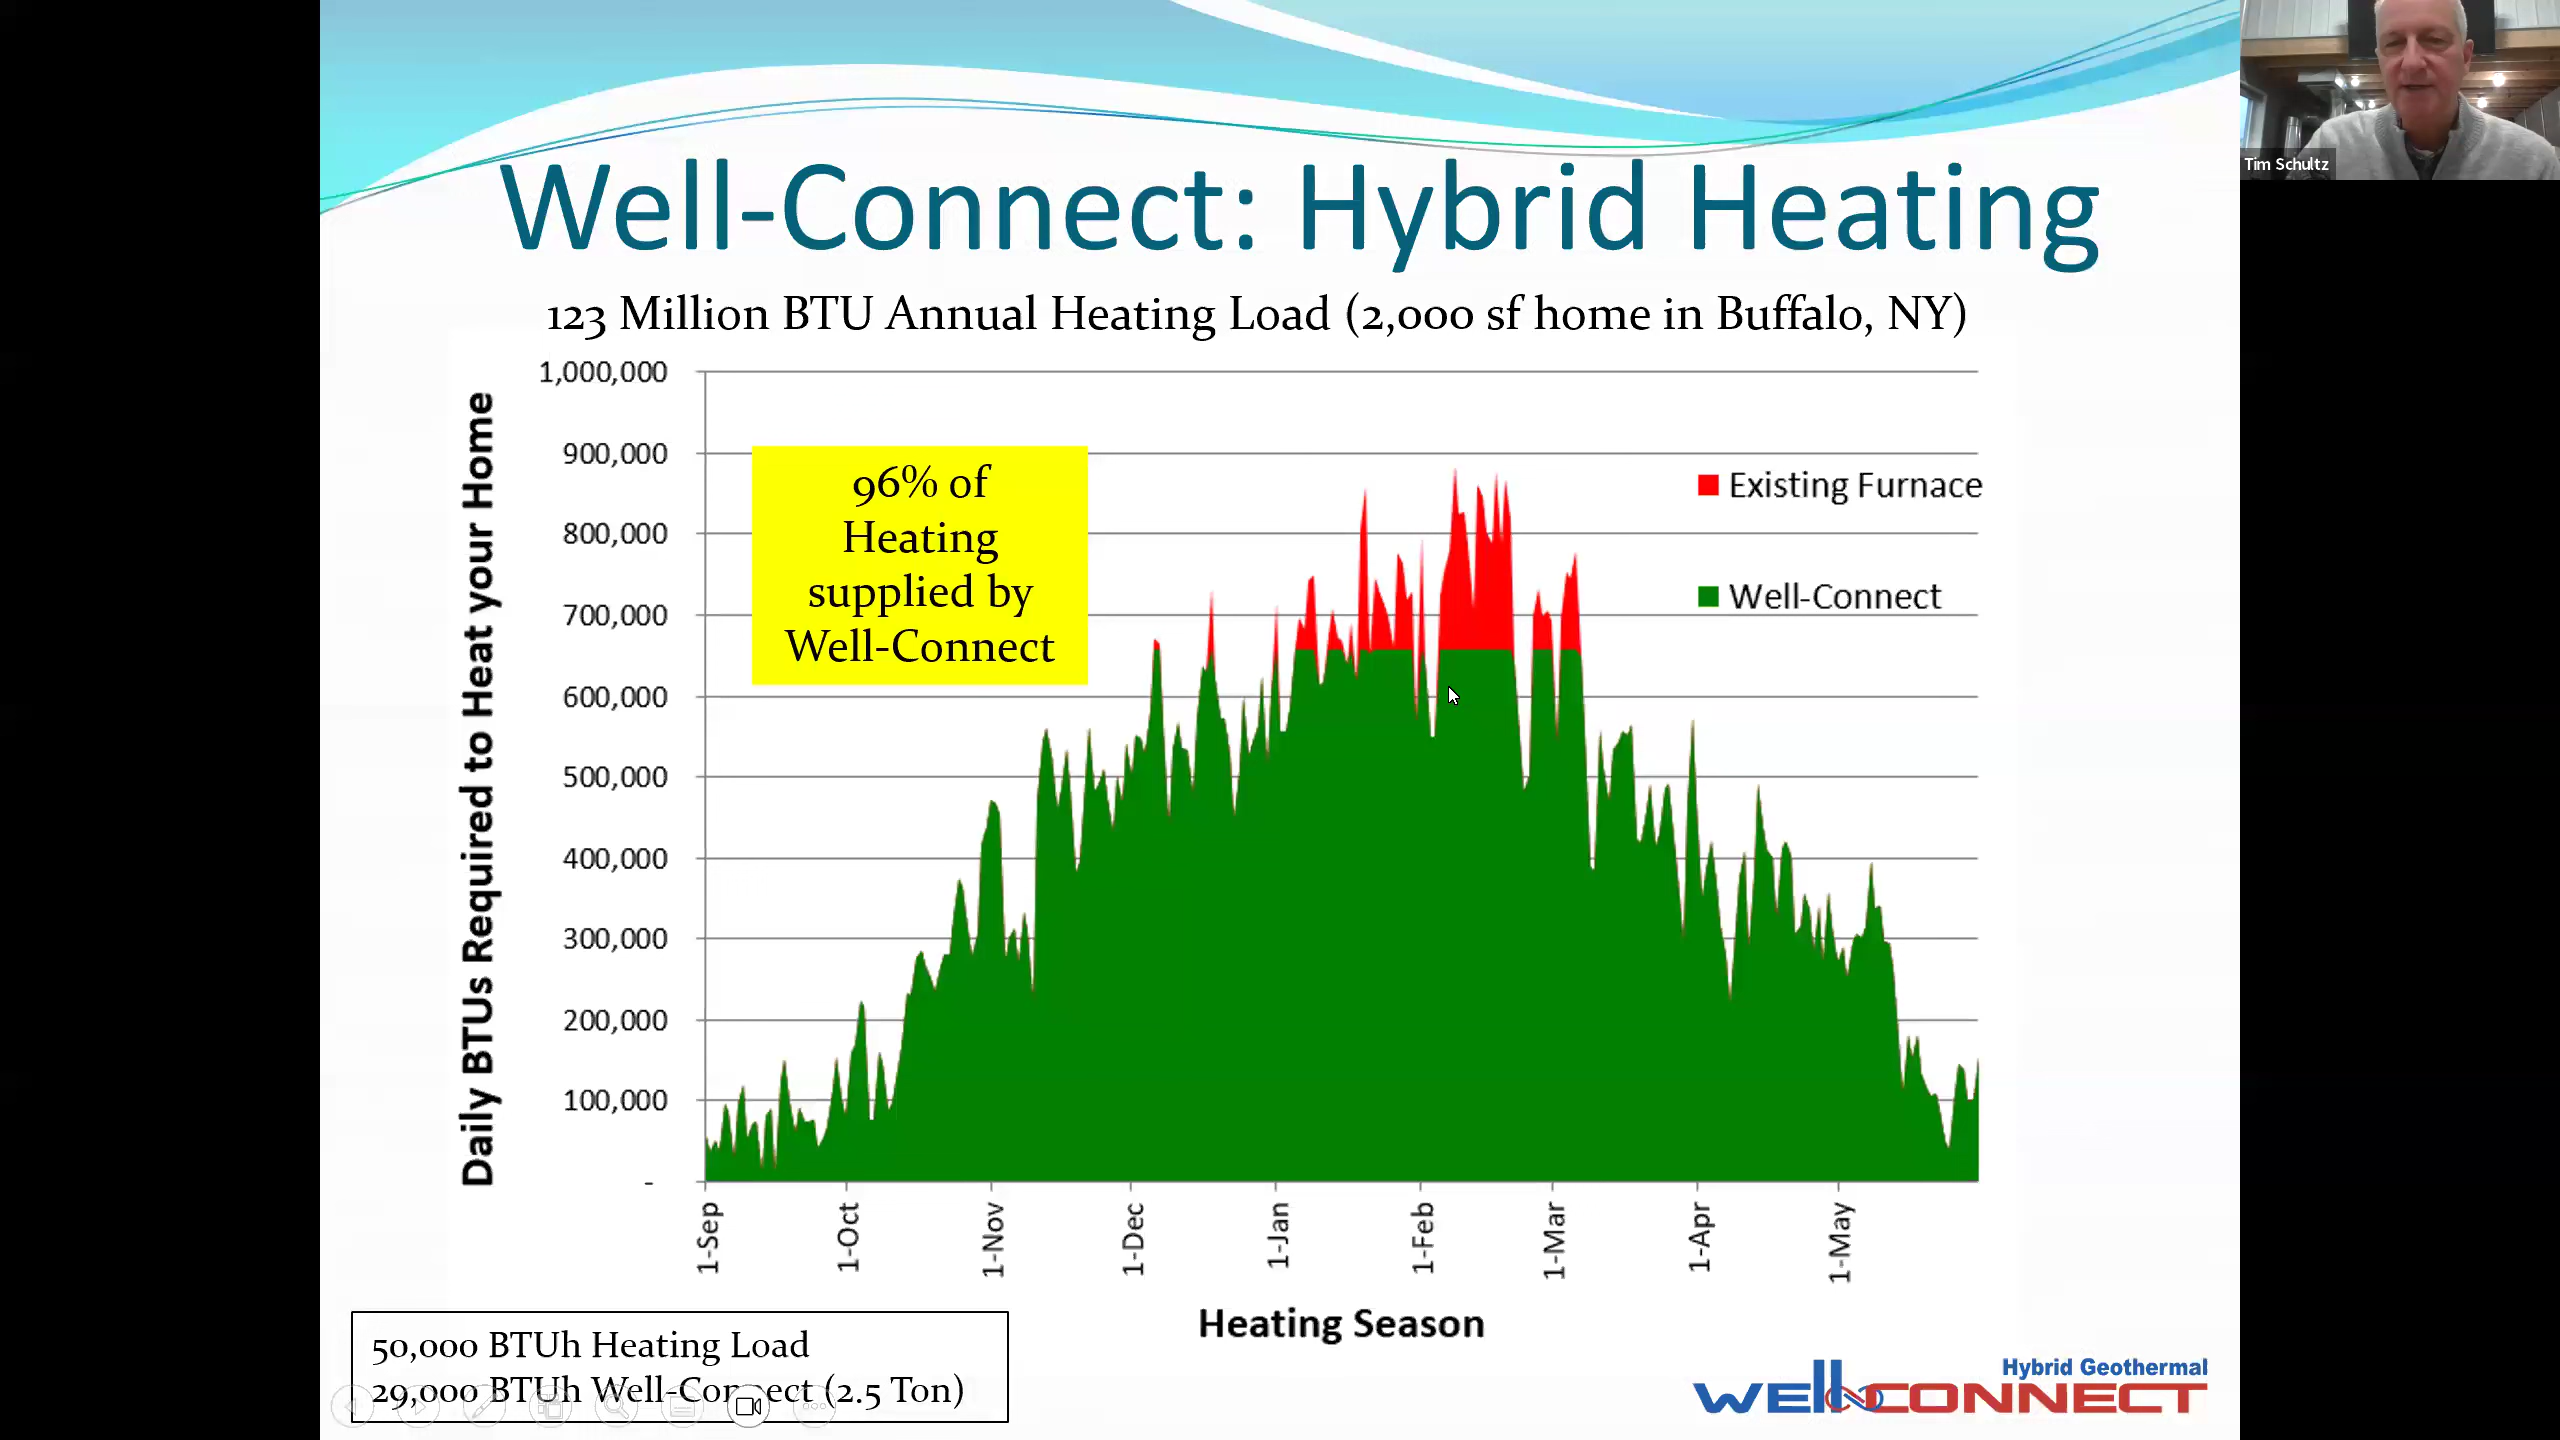 Tim Schultz
Well-Connect: Hybrid Heating
123 Million BTU Annual Heating Load (2,000 sf home in Buffalo, NY)
Daily BTUs Required to Heat your Home
1,000,000
900,000
800,000
700,000
600,000
500,000
400,000
300,000
200,000
100,000
-
96% of
Heating
supplied by
Well-Connect
Existing Furnace
Well-Connect
1-Sep
1-Oct
1-Nov
1-Dec
1-Jan
1-Feb
1-Mar
1-Apr
1-May
Heating Season
50,000 BTUh Heating Load
29,000 BTUh Well-Connect (2.5 Ton)
Hybrid Geothermal
well CONNECT